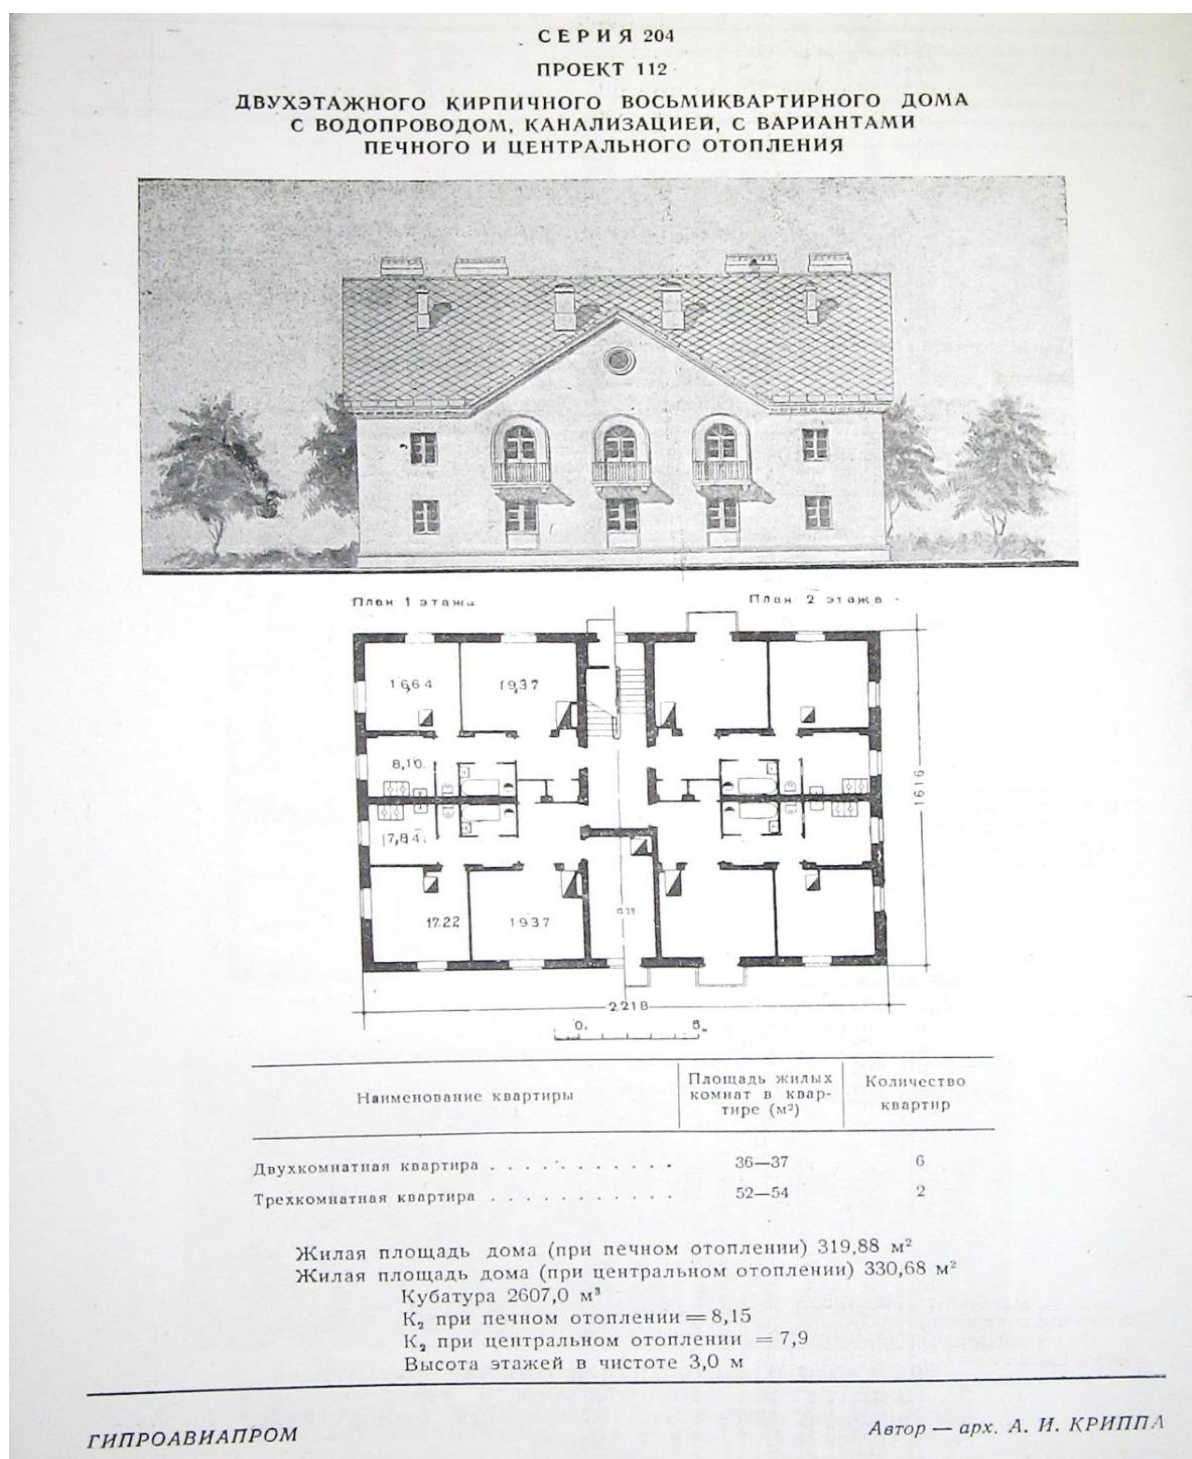 СЕРИЯ 204
ПРОЕКТ 112
ДВУХЭТАЖНОГО КИРПИЧНОГО ВОСЬМИКВАРТИРНОГО ДОМА
С ВОДОПРОВОДОМ, КАНАЛИЗАЦИЕЙ, С ВАРИАНТАМИ
ПЕЧНОГО И ЦЕНТРАЛЬНОГО ОТОПЛЕНИЯ
План 1 этажа
План 2 этажа
16,64
19,37
8,10
7,84
17.22
1937
1616
2218
0.
5 м
Наименование квартиры
Площадь жилых
комнат в квар-
тире (м²)
Количество
квартир
Двухкомнатная квартира . . . . . . . . . . . 36—37 6
Трехкомнатная квартира . . . . . . . . . . . 52—54 2
Жилая площадь дома (при печном отоплении) 319,88 м²
Жилая площадь дома (при центральном отоплении) 330,68 м²
Кубатура 2607,0 м³
К₂ при печном отоплении = 8,15
К₂ при центральном отоплении = 7,9
Высота этажей в чистоте 3,0 м
ГИПРОАВИАПРОМ
Автор — арх. А. И. КРИППА